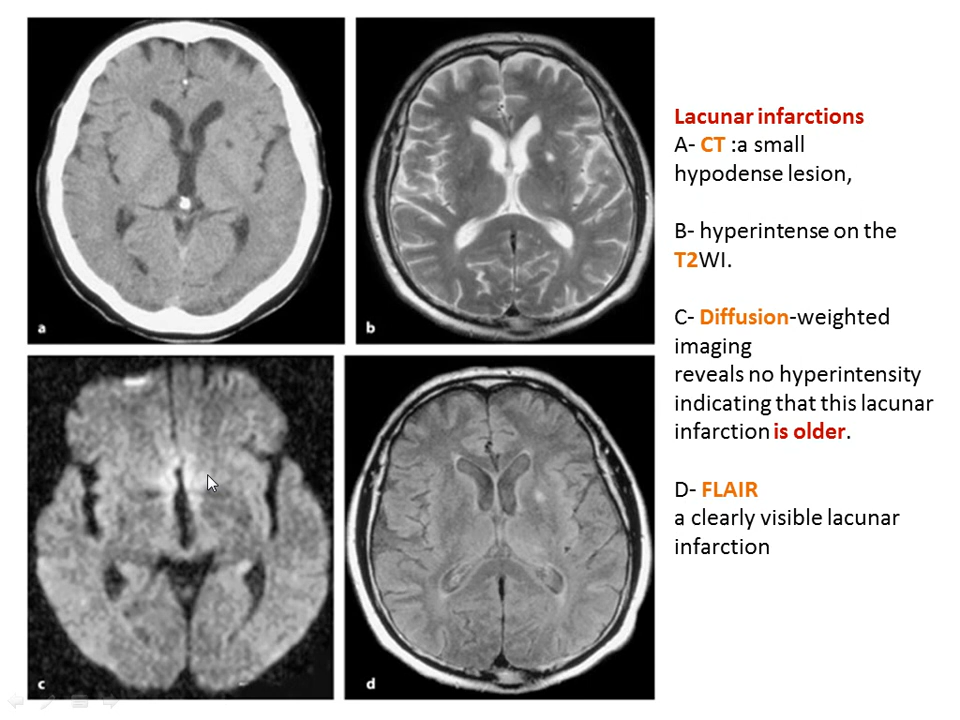 Lacunar infarctions
A- CT :a small
hypodense lesion,
B- hyperintense on the
T2WI.
C- Diffusion-weighted
imaging
reveals no hyperintensity
indicating that this lacunar
infarction is older.
D- FLAIR
a clearly visible lacunar
infarction
a
b
c
d